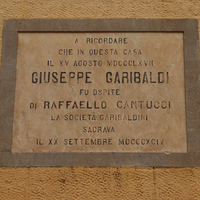 A RICORDARE
CHE IN QUESTA CASA
IL XV AGOSTO MDCCCLXVII
GIUSEPPE GARIBALDI
FU OSPITE
DI RAFFAELLO CANTUCCI
LA SOCIETÀ GARIBALDINI
SACRAVA
IL XX SETTEMBRE MDCCCXCIV